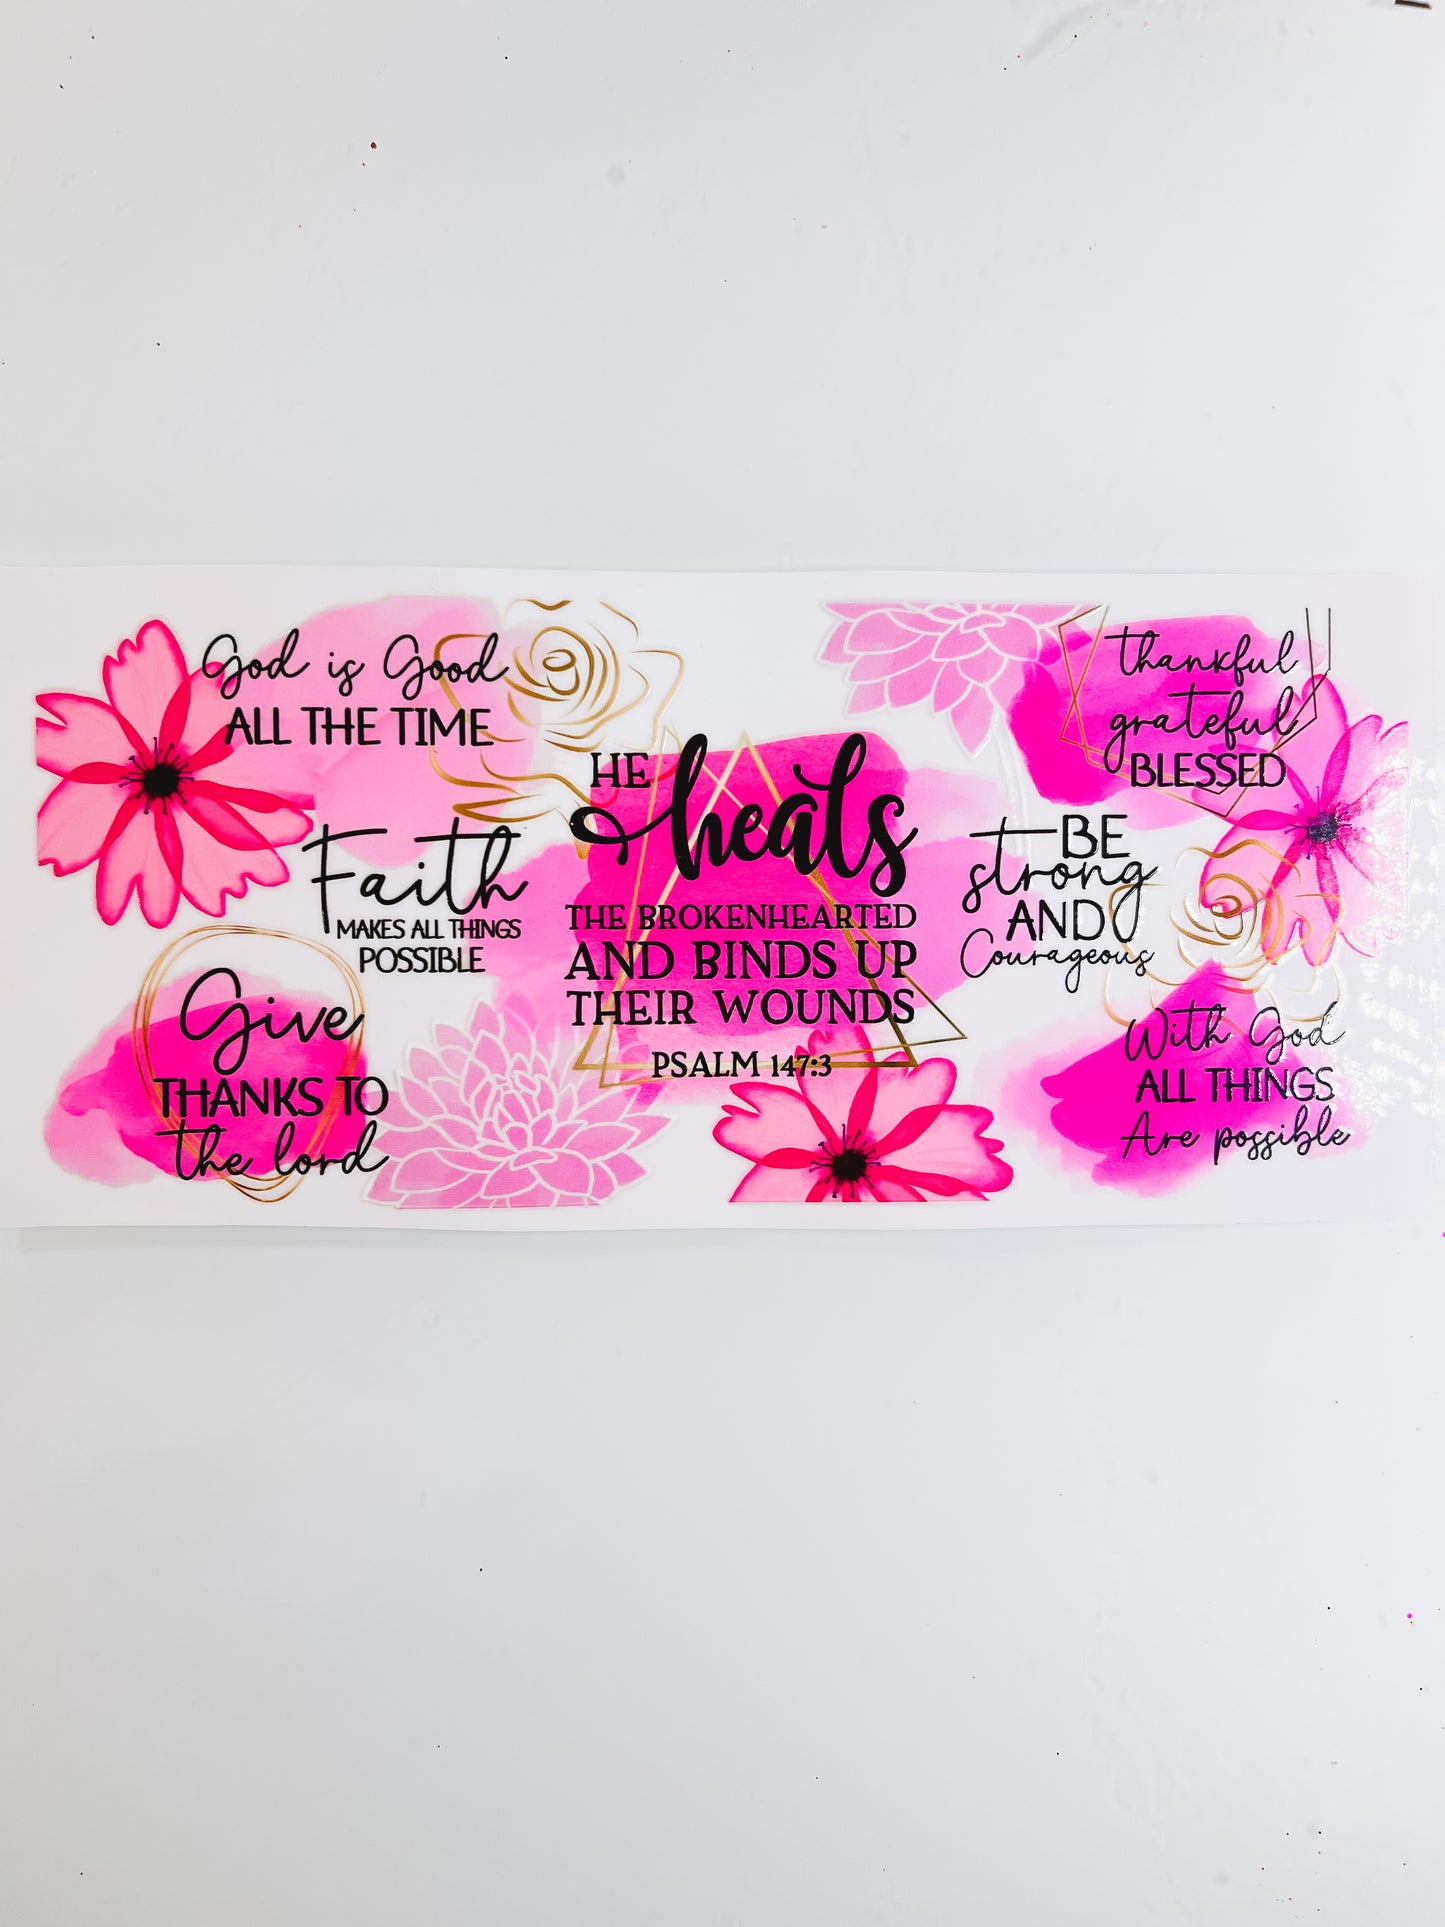 God is Good
ALL THE TIME
Faith
MAKES ALL THINGS
POSSIBLE
Give
THANKS TO
the lord
HE
heals
THE BROKENHEARTED
AND BINDS UP
THEIR WOUNDS
PSALM 147:3
thankful
grateful
BLESSED
BE
strong
AND
Courageous
With God
ALL THINGS
Are possible